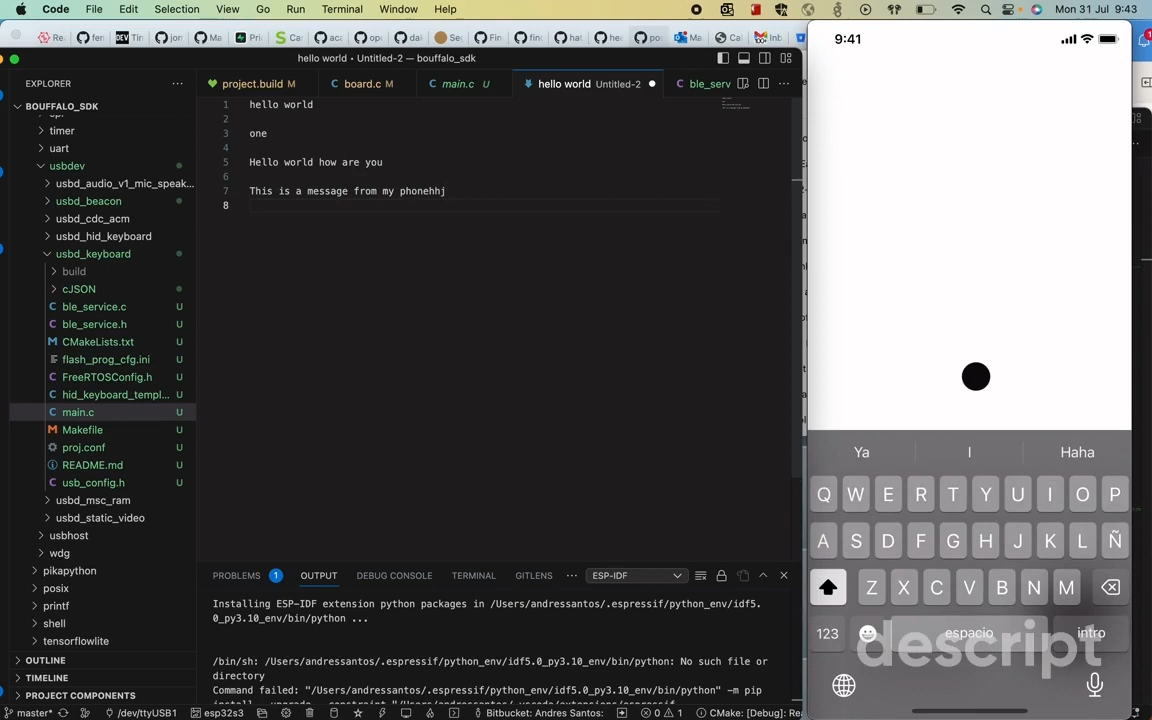 Code File Edit Selection View Go Run Terminal Window Help Mon 31 Jul 9:43
hello world • Untitled-2 — bouffalo_sdk
EXPLORER
project.build M board.c M main.c U hello world Untitled-2 ble_serv
BOUFFALO_SDK
timer
uart
usbdev
usbd_audio_v1_mic_speak...
usbd_beacon
usbd_cdc_acm
usbd_hid_keyboard
usbd_keyboard
build
cJSON
ble_service.c U
ble_service.h U
CMakeLists.txt U
flash_prog_cfg.ini U
FreeRTOSConfig.h U
hid_keyboard_templ... U
main.c U
Makefile U
proj.conf U
README.md U
usb_config.h U
usbd_msc_ram
usbd_static_video
usbhost
wdg
pikapython
posix
printf
shell
tensorflowlite
OUTLINE
TIMELINE
PROJECT COMPONENTS
1 hello world
2
3 one
4
5 Hello world how are you
6
7 This is a message from my phonehhj
8
PROBLEMS 1 OUTPUT DEBUG CONSOLE TERMINAL GITLENS ESP-IDF
Installing ESP-IDF extension python packages in /Users/andressantos/.espressif/python_env/idf5.
0_py3.10_env/bin/python ...
/bin/sh: /Users/andressantos/.espressif/python_env/idf5.0_py3.10_env/bin/python: No such file or
directory
Command failed: "/Users/andressantos/.espressif/python_env/idf5.0_py3.10_env/bin/python" -m pip
master* /dev/ttyUSB1 esp32s3 Bitbucket: Andres Santos: 0 1 CMake: [Debug]: Rea
9:41
Ya I Haha
Q W E R T Y U I O P
A S D F G H J K L Ñ
Z X C V B N M
123 espacio intro
descript